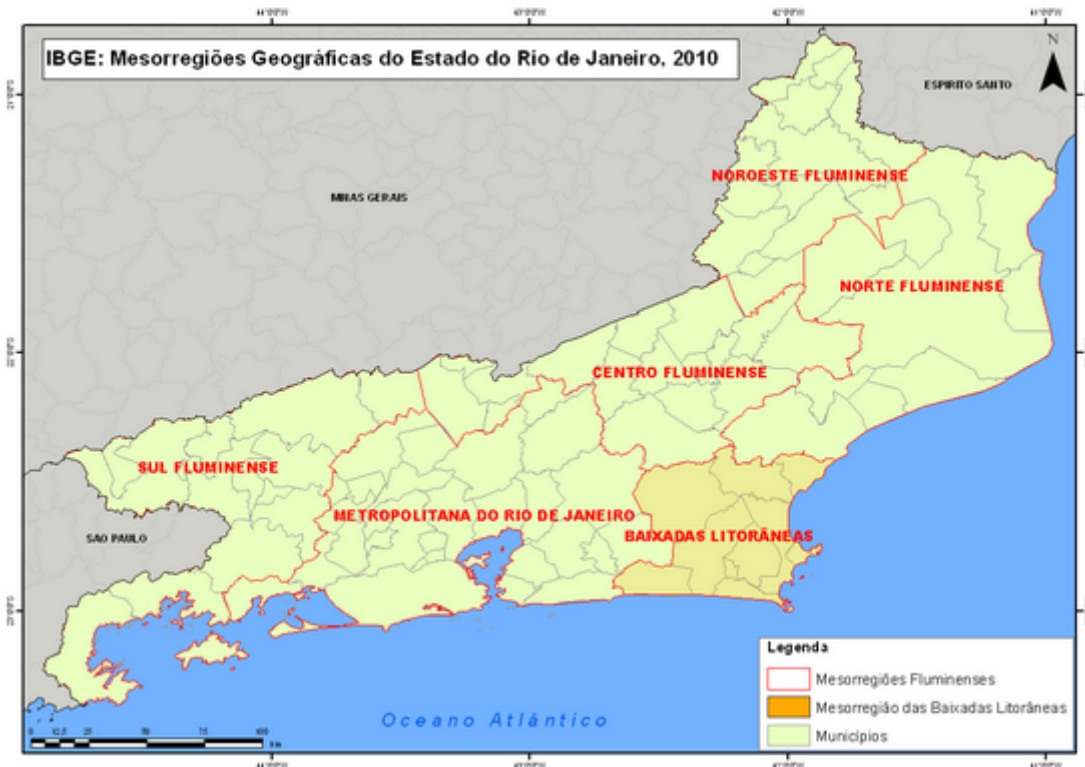 IBGE: Mesorregiões Geográficas do Estado do Rio de Janeiro, 2010
N
ESPIRITO SANTO
NOROESTE FLUMINENSE
MINAS GERAIS
NORTE FLUMINENSE
CENTRO FLUMINENSE
SUL FLUMINENSE
METROPOLITANA DO RIO DE JANEIRO
BAIXADAS LITORÂNEAS
SAO PAULO
Legenda
Mesorregiões Fluminenses
Mesorregião das Baixadas Litorâneas
Municípios
Oceano Atlântico